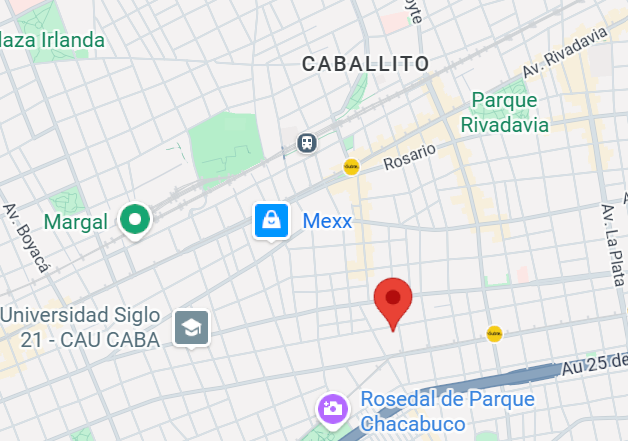 oyte
laza Irlanda
CABALLITO
Av. Rivadavia
Parque
Rivadavia
Rosario
Av. Boyacá
Margal
Mexx
Av. La Plata
Universidad Siglo
21 - CAU CABA
Au 25 de
Rosedal de Parque
Chacabuco